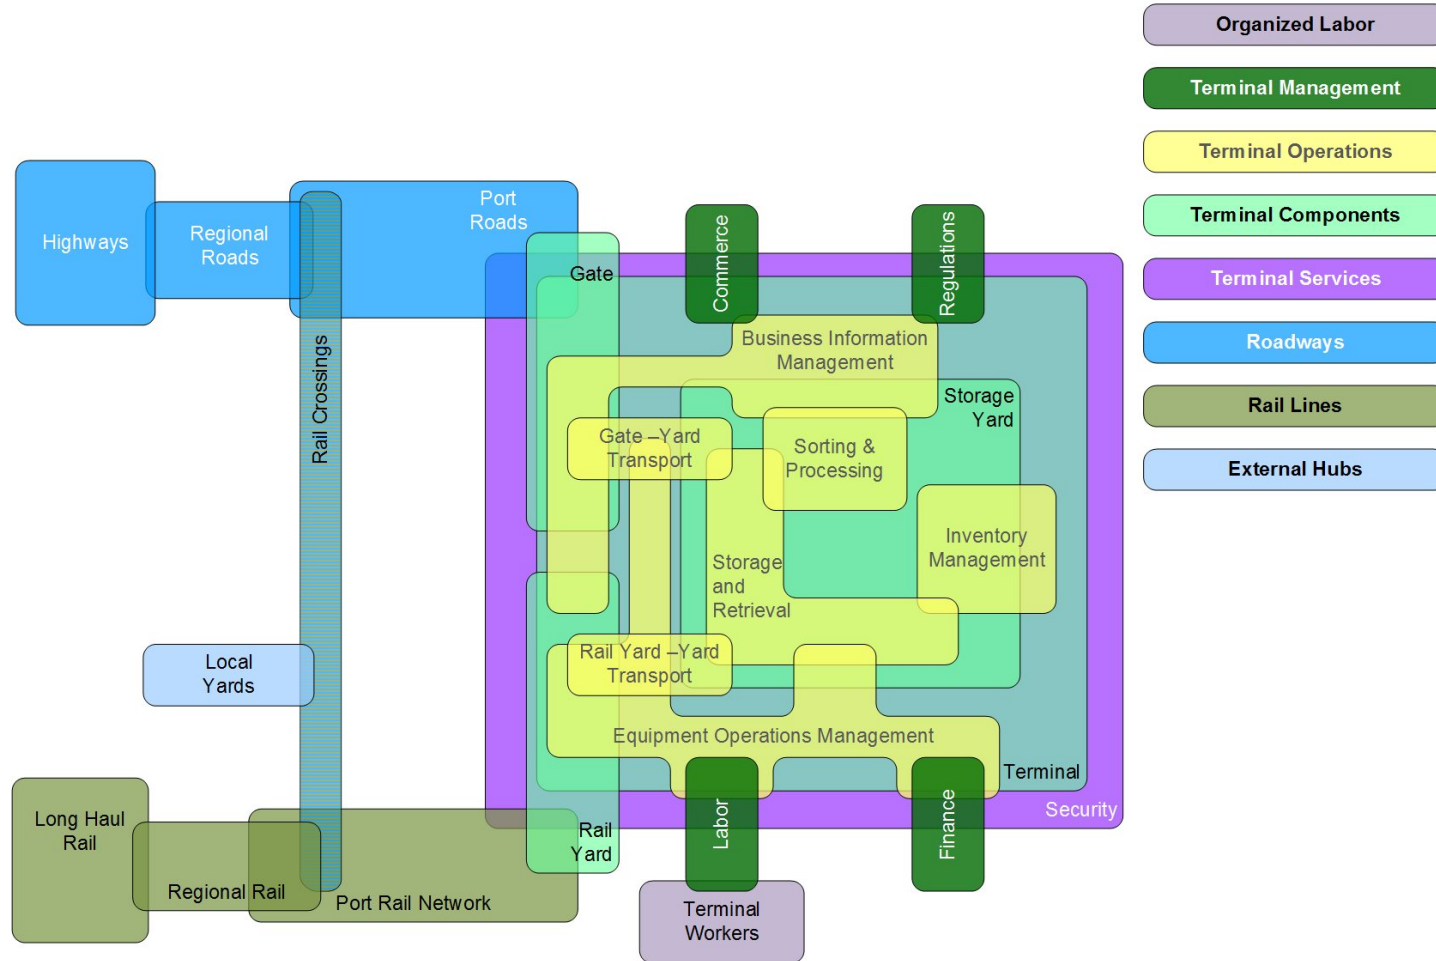 Organized Labor
Terminal Management
Terminal Operations
Terminal Components
Terminal Services
Roadways
Rail Lines
External Hubs
Highways
Regional
Roads
Port
Roads
Rail Crossings
Gate
Commerce
Regulations
Business Information
Management
Storage
Yard
Gate –Yard
Transport
Sorting &
Processing
Inventory
Management
Storage
and
Retrieval
Rail Yard –Yard
Transport
Equipment Operations Management
Terminal
Security
Local
Yards
Long Haul
Rail
Regional Rail
Port Rail Network
Rail
Yard
Labor
Finance
Terminal
Workers